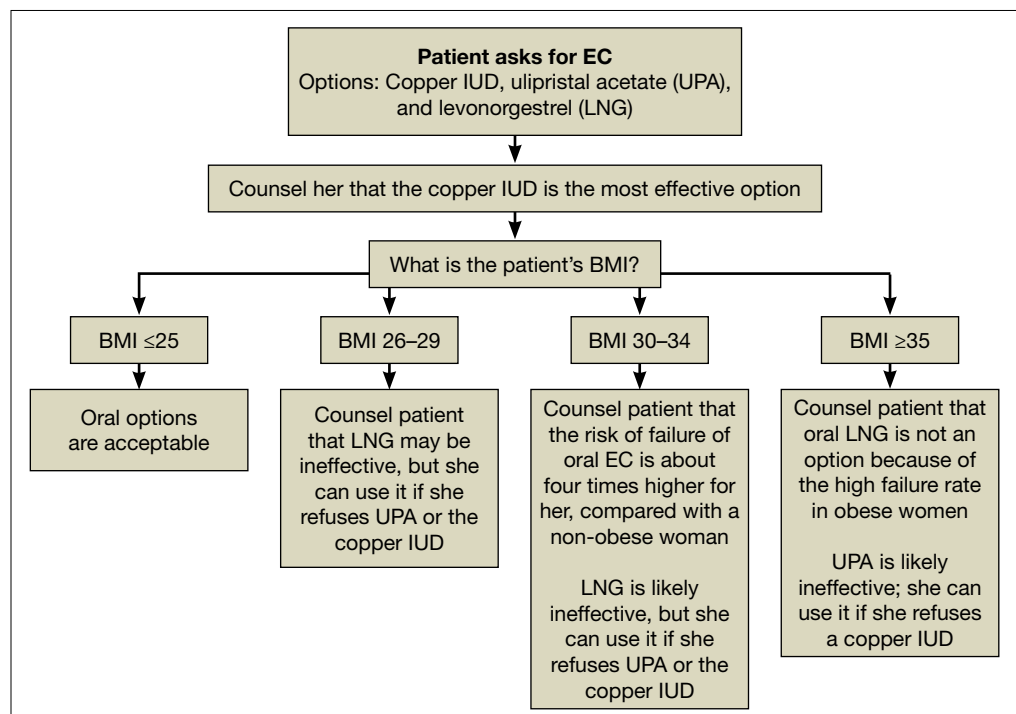 Patient asks for EC
Options: Copper IUD, ulipristal acetate (UPA),
and levonorgestrel (LNG)
Counsel her that the copper IUD is the most effective option
What is the patient's BMI?
BMI ≤25
BMI 26–29
BMI 30–34
BMI ≥35
Oral options
are acceptable
Counsel patient
that LNG may be
ineffective, but she
can use it if she
refuses UPA or the
copper IUD
Counsel patient that
the risk of failure of
oral EC is about
four times higher for
her, compared with a
non-obese woman
LNG is likely
ineffective, but she
can use it if she
refuses UPA or the
copper IUD
Counsel patient that
oral LNG is not an
option because of
the high failure rate
in obese women
UPA is likely
ineffective; she can
use it if she refuses
a copper IUD